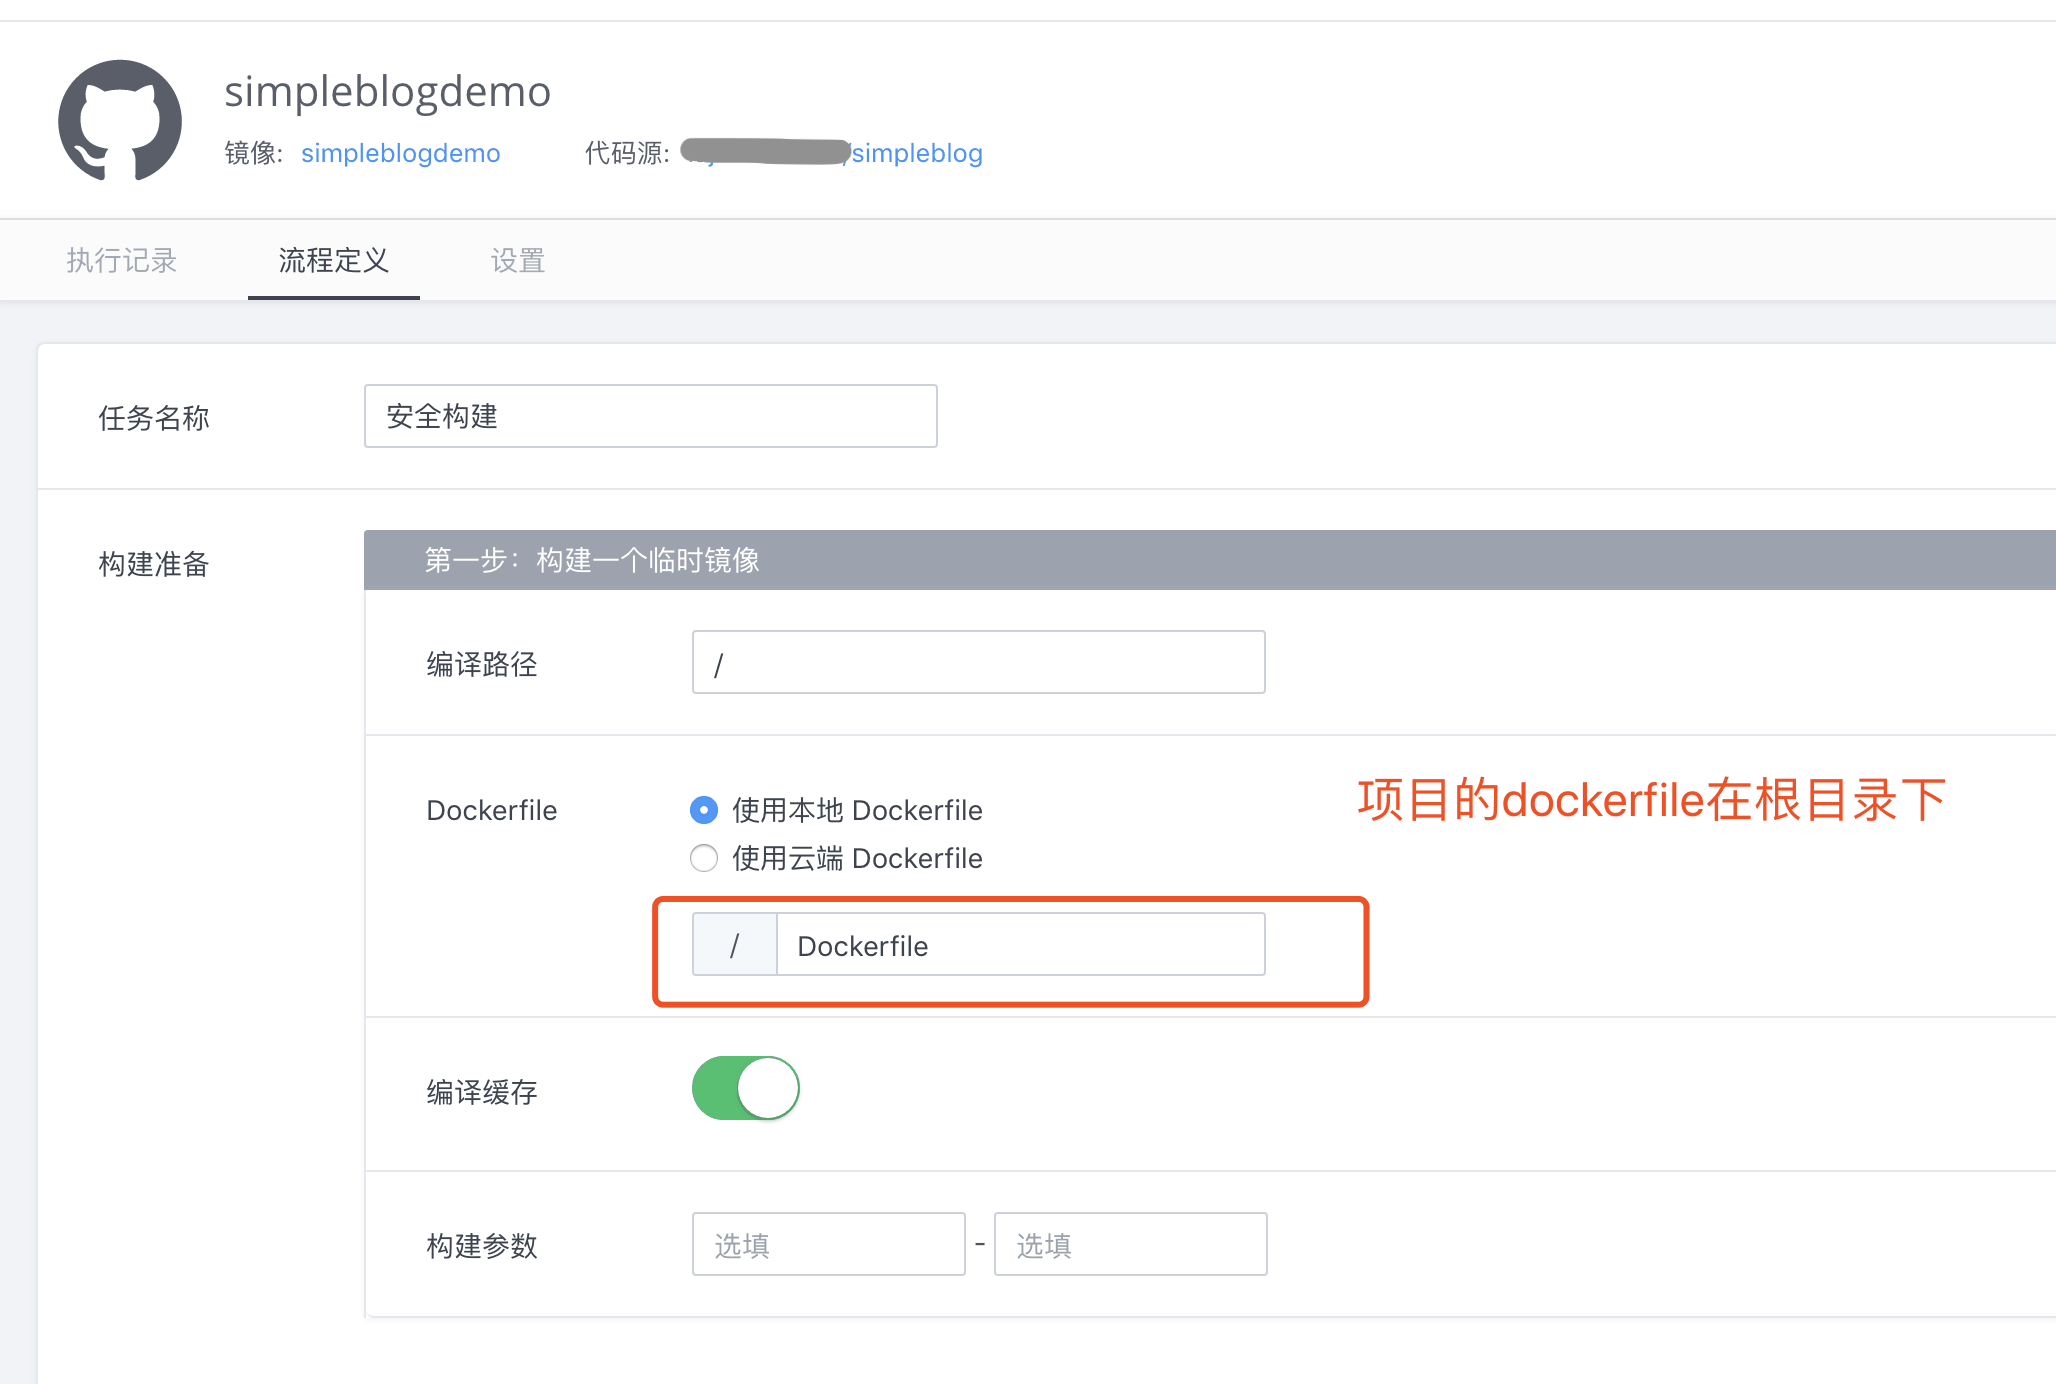 simpleblogdemo
镜像: simpleblogdemo 代码源: /simpleblog
执行记录 流程定义 设置
任务名称 安全构建
构建准备 第一步：构建一个临时镜像
编译路径 /
Dockerfile 使用本地 Dockerfile
项目的dockerfile在根目录下
使用云端 Dockerfile
/ Dockerfile
编译缓存
构建参数 选填 - 选填